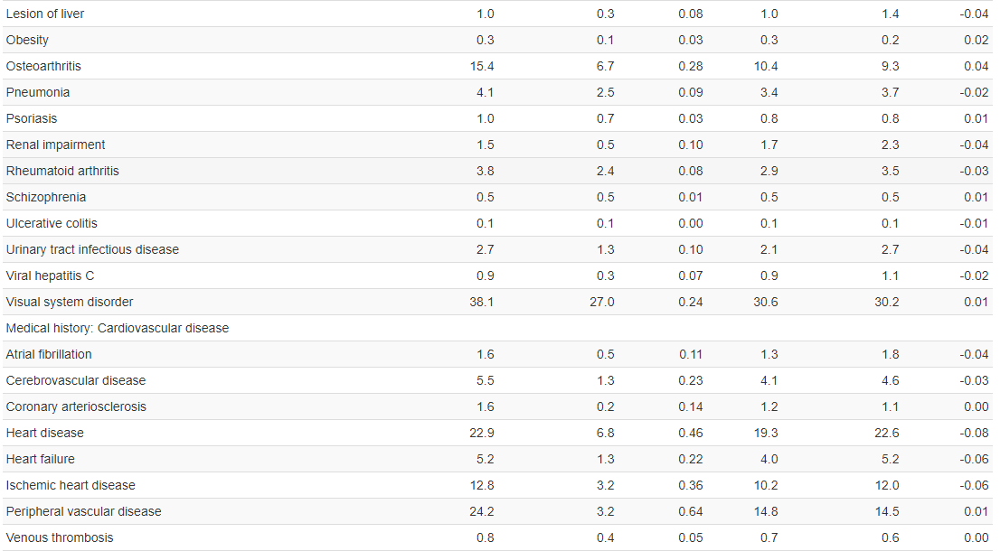 Lesion of liver 1.0 0.3 0.08 1.0 1.4 -0.04
Obesity 0.3 0.1 0.03 0.3 0.2 0.02
Osteoarthritis 15.4 6.7 0.28 10.4 9.3 0.04
Pneumonia 4.1 2.5 0.09 3.4 3.7 -0.02
Psoriasis 1.0 0.7 0.03 0.8 0.8 0.01
Renal impairment 1.5 0.5 0.10 1.7 2.3 -0.04
Rheumatoid arthritis 3.8 2.4 0.08 2.9 3.5 -0.03
Schizophrenia 0.5 0.5 0.01 0.5 0.5 0.01
Ulcerative colitis 0.1 0.1 0.00 0.1 0.1 -0.01
Urinary tract infectious disease 2.7 1.3 0.10 2.1 2.7 -0.04
Viral hepatitis C 0.9 0.3 0.07 0.9 1.1 -0.02
Visual system disorder 38.1 27.0 0.24 30.6 30.2 0.01
Medical history: Cardiovascular disease
Atrial fibrillation 1.6 0.5 0.11 1.3 1.8 -0.04
Cerebrovascular disease 5.5 1.3 0.23 4.1 4.6 -0.03
Coronary arteriosclerosis 1.6 0.2 0.14 1.2 1.1 0.00
Heart disease 22.9 6.8 0.46 19.3 22.6 -0.08
Heart failure 5.2 1.3 0.22 4.0 5.2 -0.06
Ischemic heart disease 12.8 3.2 0.36 10.2 12.0 -0.06
Peripheral vascular disease 24.2 3.2 0.64 14.8 14.5 0.01
Venous thrombosis 0.8 0.4 0.05 0.7 0.6 0.00